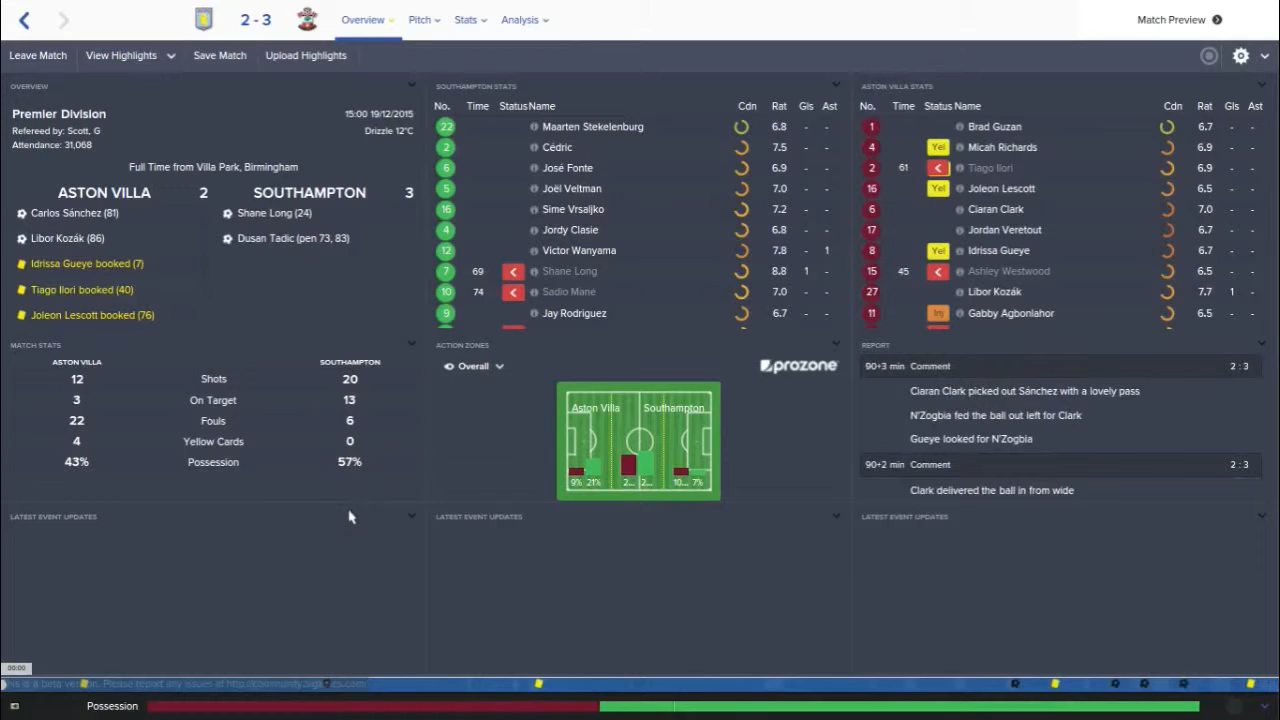 2 - 3 Overview Pitch Stats Analysis Match Preview
Leave Match View Highlights Save Match Upload Highlights
OVERVIEW
Premier Division 15:00 19/12/2015
Refereed by: Scott, G Drizzle 12°C
Attendance: 31,068
Full Time from Villa Park, Birmingham
ASTON VILLA 2 SOUTHAMPTON 3
Carlos Sánchez (81) Shane Long (24)
Libor Kozák (86) Dusan Tadic (pen 73, 83)
Idrissa Gueye booked (7)
Tiago Ilori booked (40)
Joleon Lescott booked (76)
SOUTHAMPTON STATS
No. Time Status Name Cdn Rat Gls Ast
22 Maarten Stekelenburg 6.8 - -
2 Cédric 7.5 - -
6 José Fonte 6.9 - -
5 Joël Veltman 7.0 - -
16 Sime Vrsaljko 7.2 - -
4 Jordy Clasie 6.8 - -
12 Victor Wanyama 7.8 - 1
7 69 Shane Long 8.8 1 -
10 74 Sadio Mané 7.0 - -
9 Jay Rodriguez 6.7 - -
ASTON VILLA STATS
No. Time Status Name Cdn Rat Gls Ast
1 Brad Guzan 6.7 - -
4 Yel Micah Richards 6.9 - -
2 61 Tiago Ilori 6.9 - -
16 Yel Joleon Lescott 6.5 - -
6 Ciaran Clark 7.0 - -
17 Jordan Veretout 6.7 - -
8 Yel Idrissa Gueye 6.7 - -
15 45 Ashley Westwood 6.5 - -
27 Libor Kozák 7.7 1 -
11 Inj Gabby Agbonlahor 6.5 - -
MATCH STATS
ASTON VILLA SOUTHAMPTON
12 Shots 20
3 On Target 13
22 Fouls 6
4 Yellow Cards 0
43% Possession 57%
ACTION ZONES
Overall prozone
Aston Villa Southampton
9% 21% 2... 2... 10... 7%
REPORT
90+3 min Comment 2 : 3
Ciaran Clark picked out Sánchez with a lovely pass
N'Zogbia fed the ball out left for Clark
Gueye looked for N'Zogbia
90+2 min Comment 2 : 3
Clark delivered the ball in from wide
LATEST EVENT UPDATES
LATEST EVENT UPDATES
LATEST EVENT UPDATES
00:00
Possession